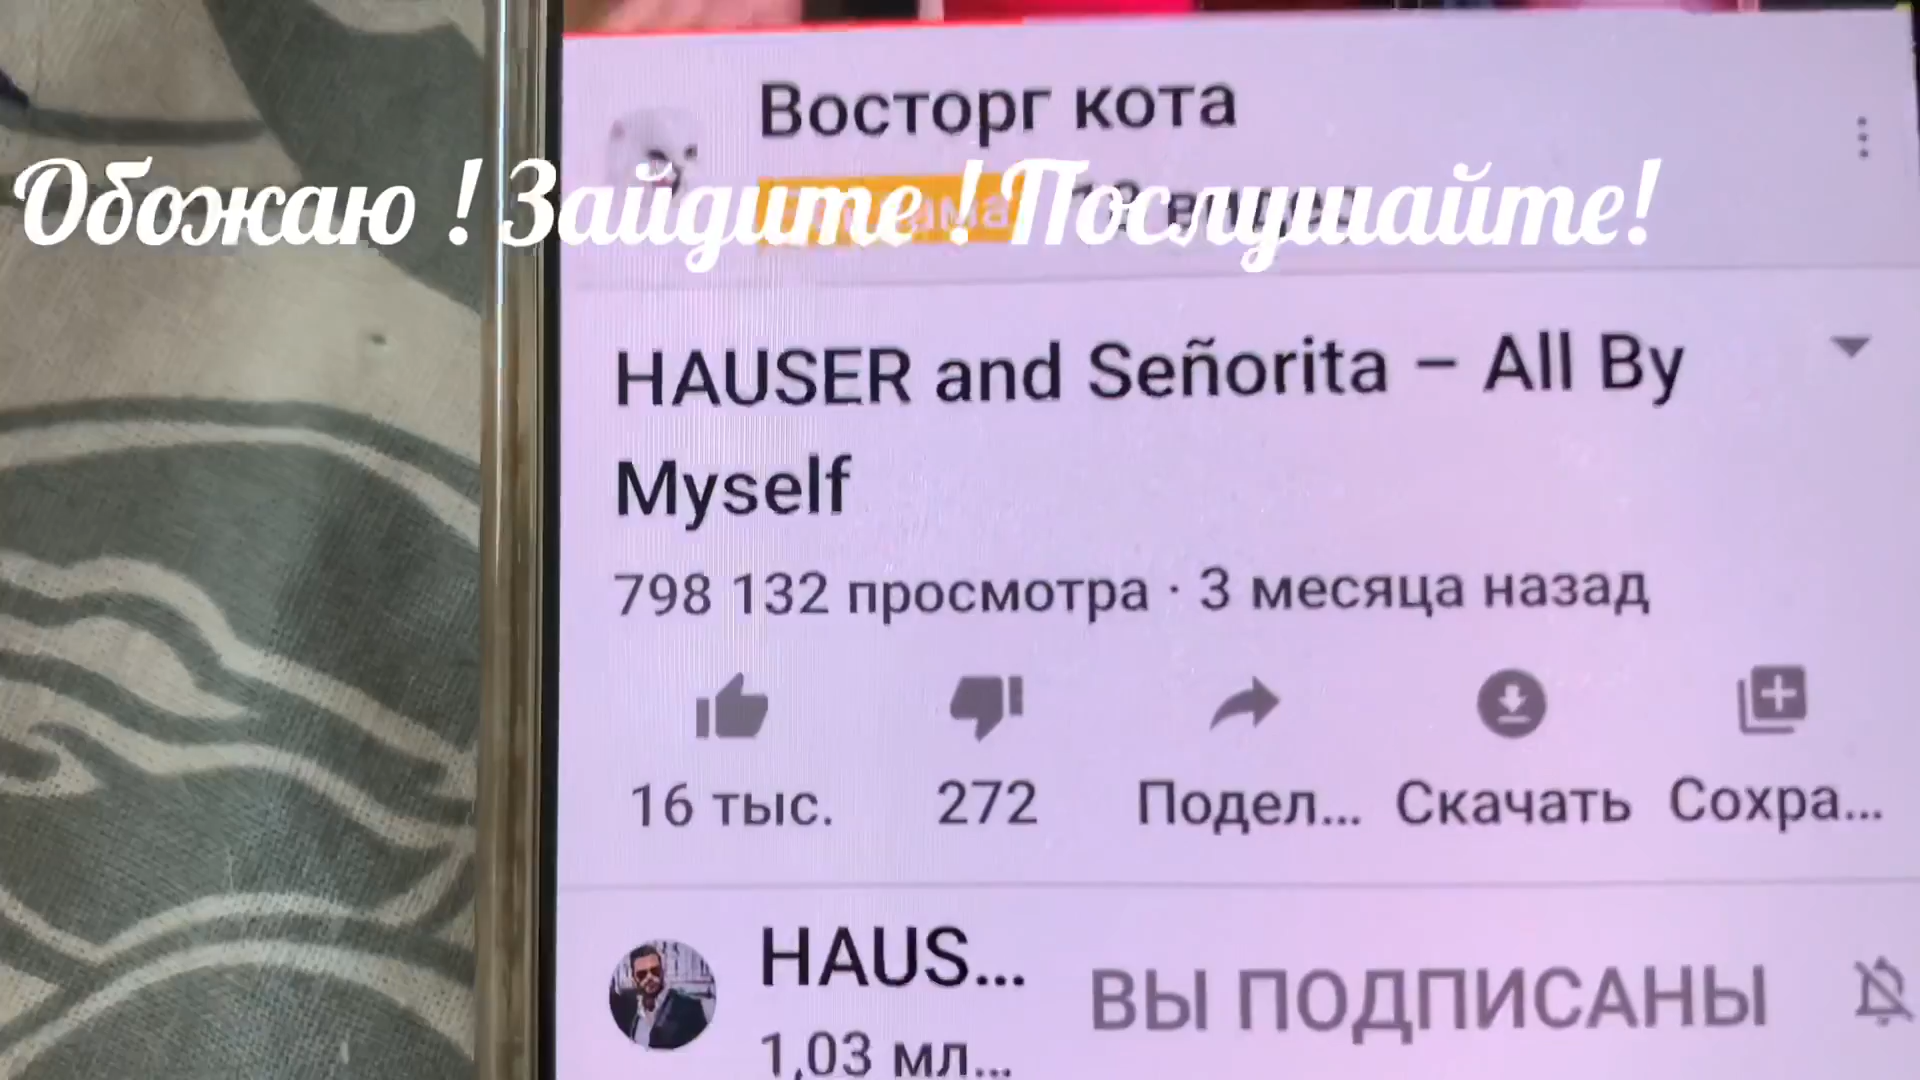 Восторг кота
Обожаю ! Зайдите ! Послушайте!
HAUSER and Señorita – All By
Myself
798 132 просмотра · 3 месяца назад
16 тыс. 272 Подел... Скачать Сохра...
HAUS... ВЫ ПОДПИСАНЫ
1,03 мл...